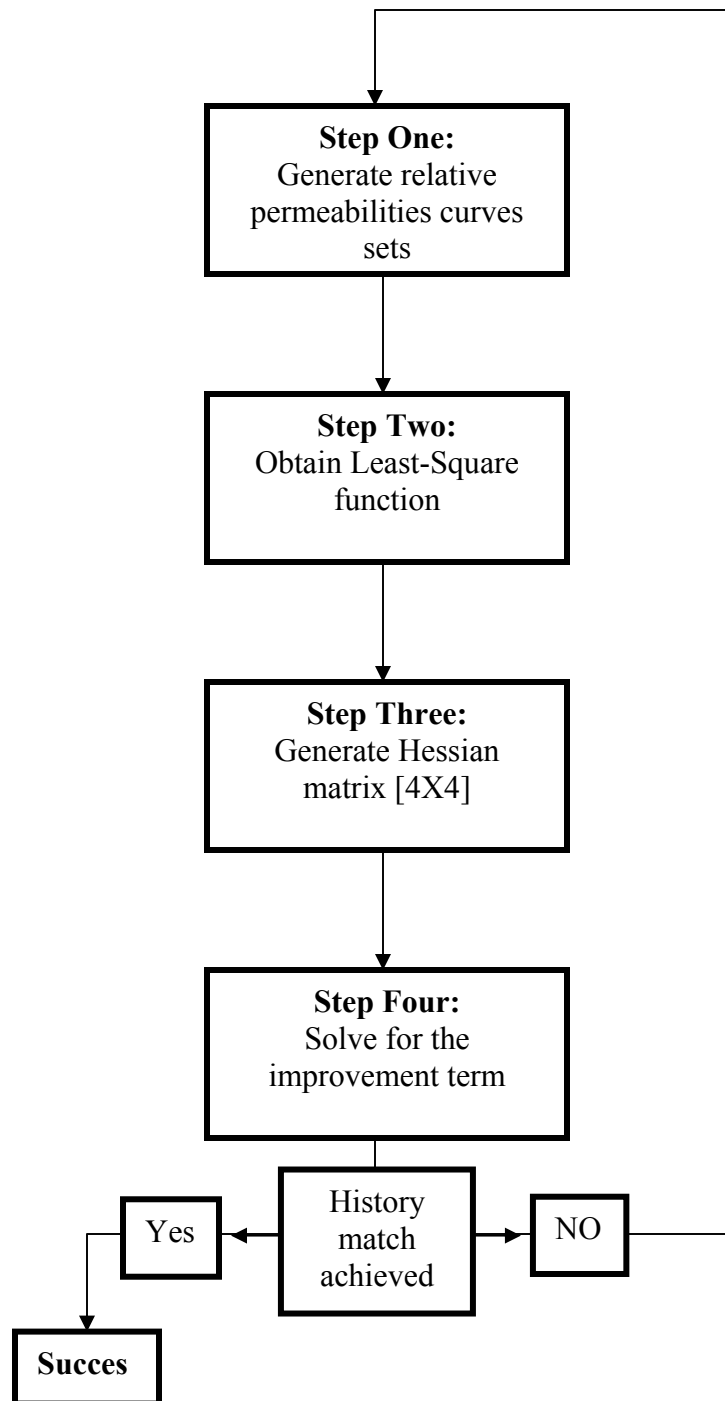 Step One:
Generate relative
permeabilities curves
sets
Step Two:
Obtain Least-Square
function
Step Three:
Generate Hessian
matrix [4X4]
Step Four:
Solve for the
improvement term
History
match
achieved
Yes
NO
Succes